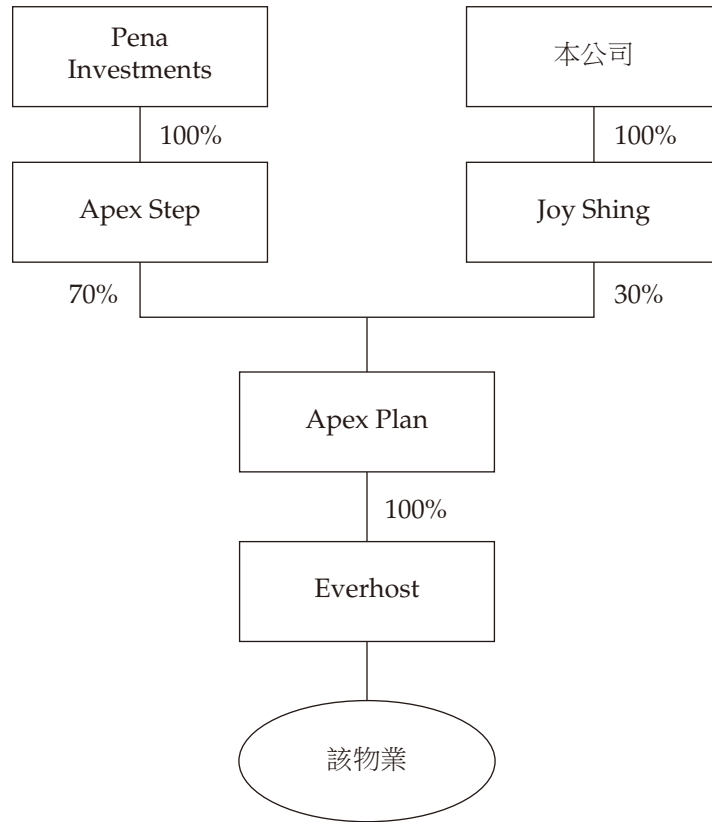 Pena
Investments
本公司
100%
100%
Apex Step
Joy Shing
70%
30%
Apex Plan
100%
Everhost
該物業